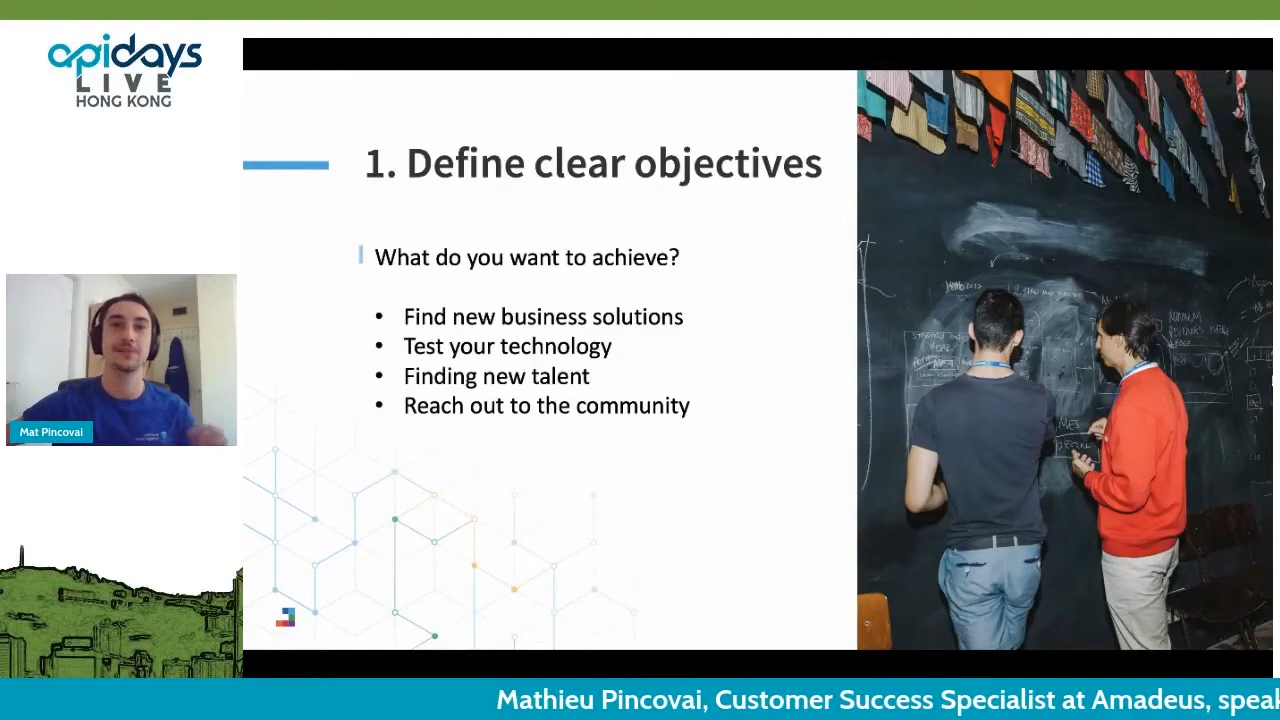 apidays
LIVE
HONG KONG
1. Define clear objectives
What do you want to achieve?
• Find new business solutions
• Test your technology
• Finding new talent
• Reach out to the community
Mat Pincovai
Mathieu Pincovai, Customer Success Specialist at Amadeus, speal